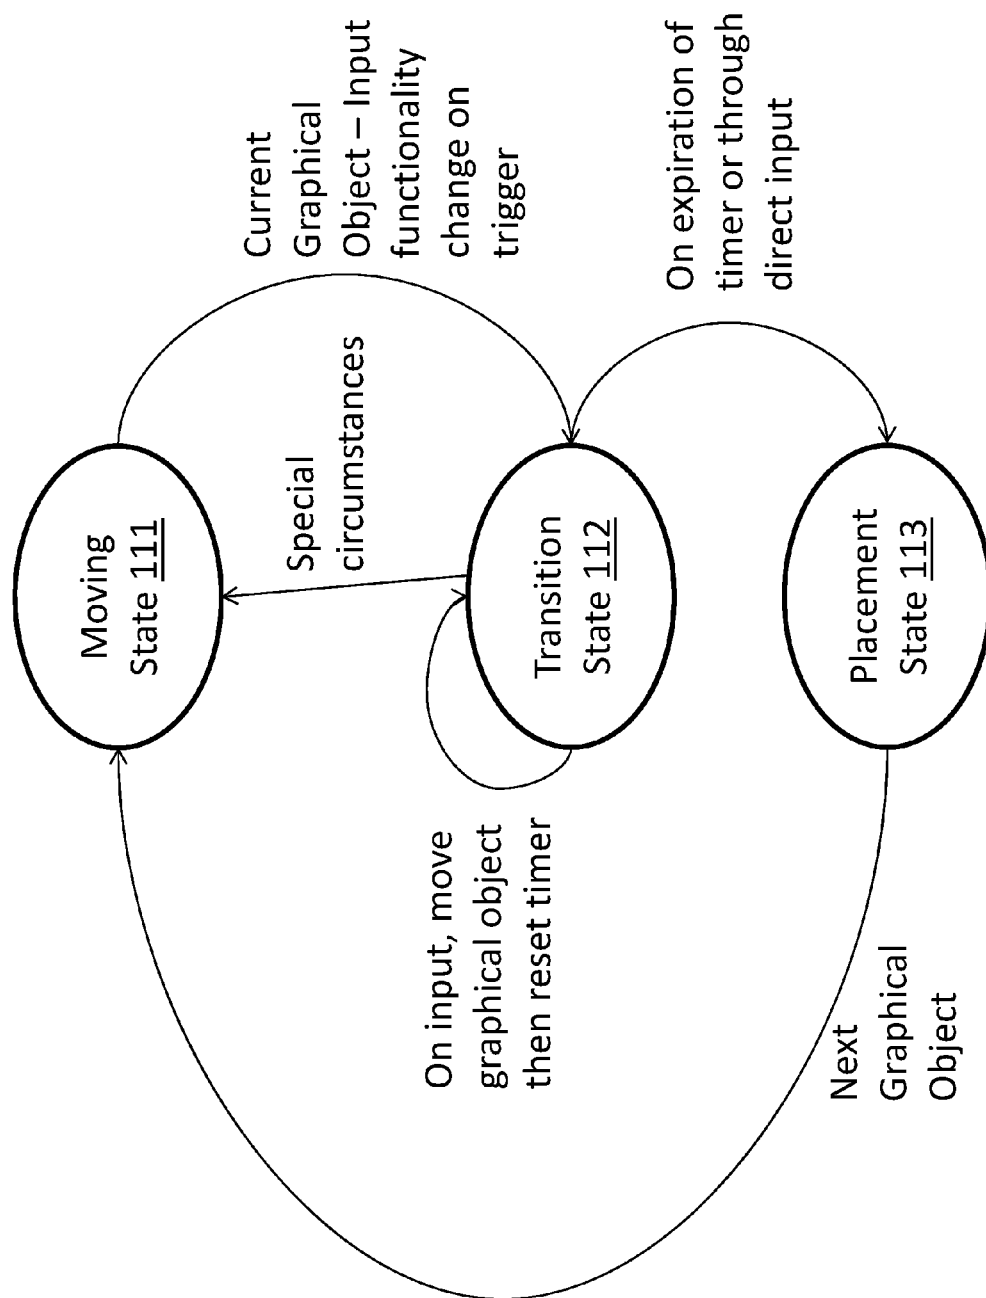 Current
Graphical
Object – Input
functionality
change on
trigger
On expiration of
timer or through
direct input
Special
circumstances
Moving
State 111
Transition
State 112
Placement
State 113
On input, move
graphical object
then reset timer
Next
Graphical
Object